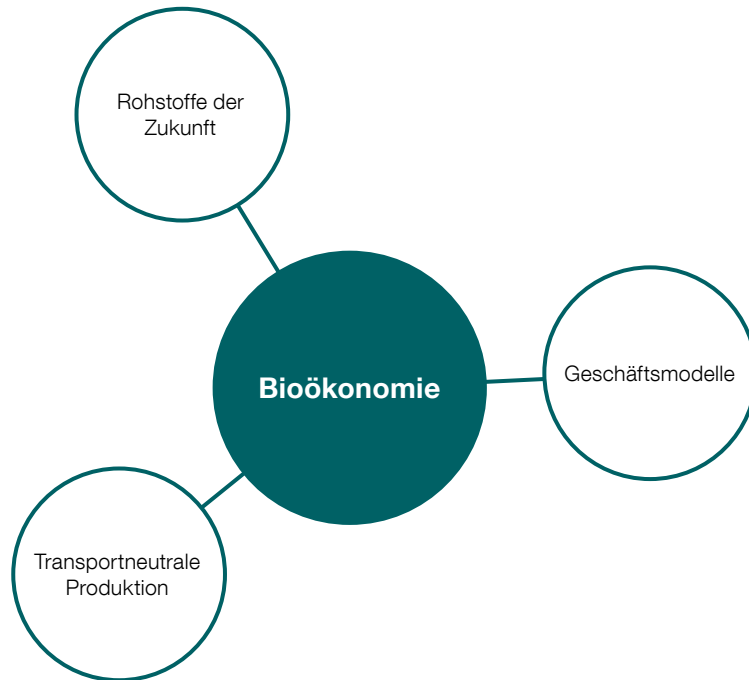 Rohstoffe der
Zukunft
Geschäftsmodelle
Bioökonomie
Transportneutrale
Produktion